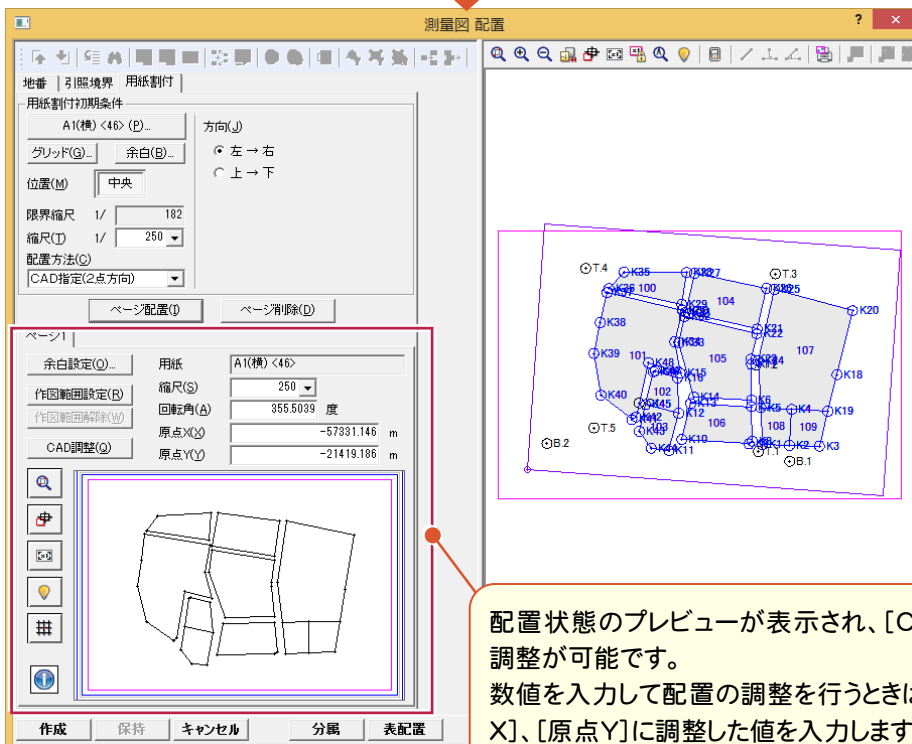 測量図 配置
地番 引照境界 用紙割付
用紙割付初期条件
A1(横) <46> (P)...
グリッド(G)... 余白(B)...
位置(M) 中央
限界縮尺 1/ 182
縮尺(T) 1/ 250
配置方法(C)
CAD指定(2点方向)
方向(J)
左→右
上→下
ページ配置(I) ページ削除(D)
ページ1
余白設定(O)...
作図範囲設定(R)
作図範囲解除(W)
CAD調整(Q)
用紙 A1(横) <46>
縮尺(S) 250
回転角(A) 355.5039 度
原点X(X) -57331.146 m
原点Y(Y) -21419.186 m
作成 保持 キャンセル 分属 表配置
T.4
K35
K27
T.3
K36
100
104
K25
K20
K29
K38
K21
K22
107
K39
101
K48
105
K18
K15
K16
K40
102
K45
K14
K13
K6
K5
K4
K19
K12
K42
K43
103
106
108
109
T.5
B.2
K10
K11
K1
K2
K3
T.1
B.1
配置状態のプレビューが表示され、[C
調整が可能です。
数値を入力して配置の調整を行うときは
X]、[原点Y]に調整した値を入力します